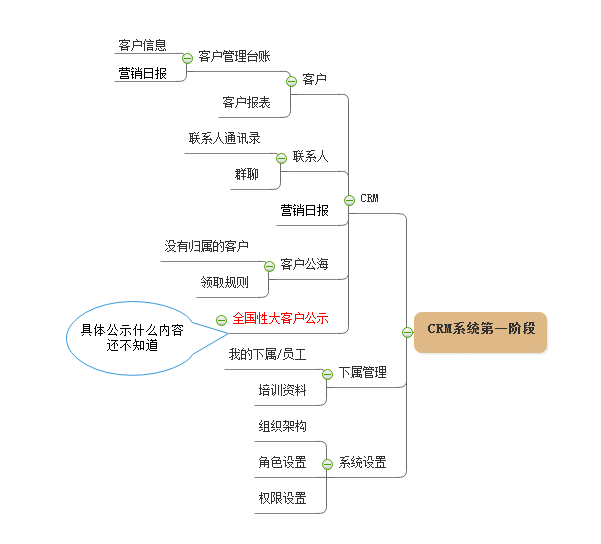 客户信息
客户管理台账
营销日报
客户
客户报表
联系人通讯录
联系人
群聊
CRM
营销日报
没有归属的客户
客户公海
领取规则
全国性大客户公示
具体公示什么内容
还不知道
CRM系统第一阶段
我的下属/员工
下属管理
培训资料
组织架构
角色设置
系统设置
权限设置